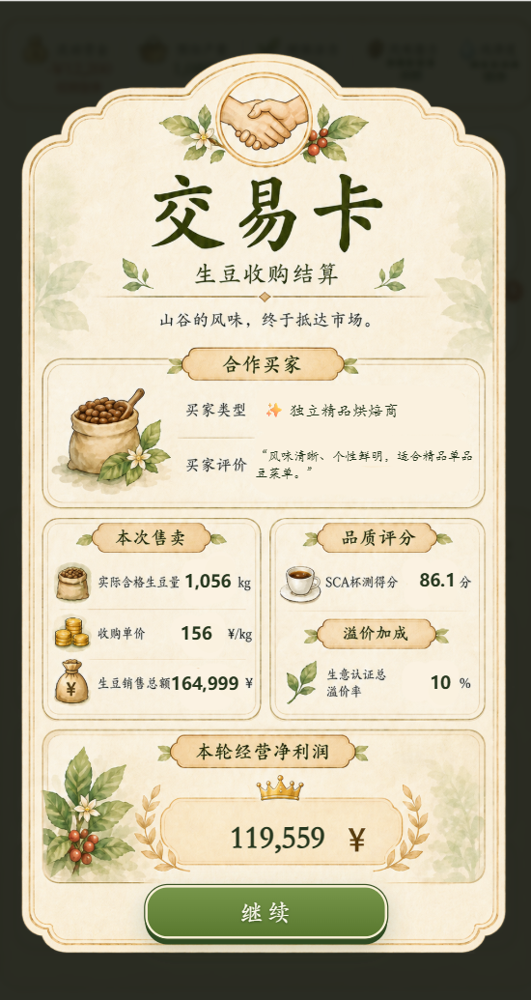 交易卡
生豆收购结算
山谷的风味，终于抵达市场。
合作买家
买家类型 ✨ 独立精品烘焙商
买家评价 “风味清晰、个性鲜明，适合精品单品
豆菜单。”
本次售卖
实际合格生豆量 1,056 kg
收购单价 156 ¥/kg
生豆销售总额 164,999 ¥
品质评分
SCA杯测得分 86.1 分
溢价加成
生意认证总
溢价率 10 %
本轮经营净利润
119,559 ¥
继续